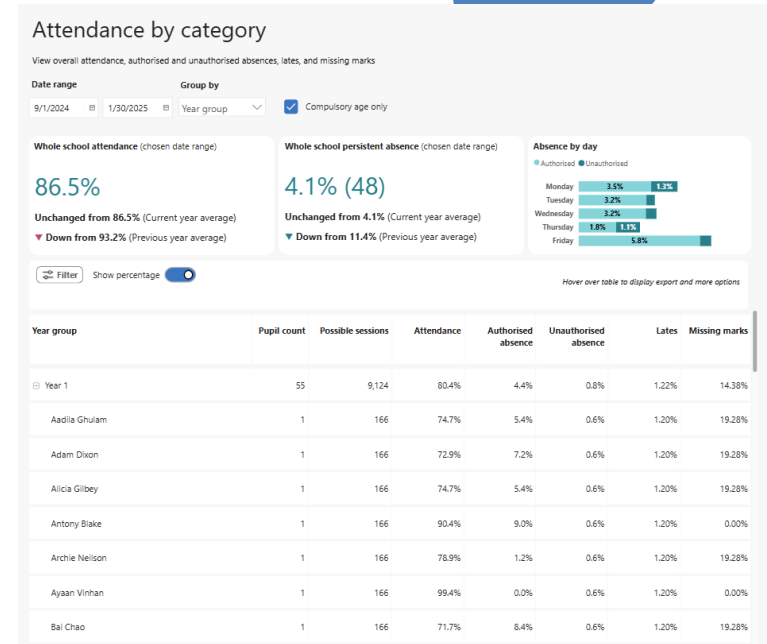 Attendance by category
View overall attendance, authorised and unauthorised absences, lates, and missing marks
Date range Group by
9/1/2024 1/30/2025 Year group Compulsory age only
Whole school attendance (chosen date range)
86.5%
Unchanged from 86.5% (Current year average)
▼ Down from 93.2% (Previous year average)
Whole school persistent absence (chosen date range)
4.1% (48)
Unchanged from 4.1% (Current year average)
▼ Down from 11.4% (Previous year average)
Absence by day
Authorised Unauthorised
Monday 3.5% 1.3%
Tuesday 3.2%
Wednesday 3.2%
Thursday 1.8% 1.1%
Friday 5.8%
Filter Show percentage
Hover over table to display export and more options
Year group Pupil count Possible sessions Attendance Authorised absence Unauthorised absence Lates Missing marks
Year 1 55 9,124 80.4% 4.4% 0.8% 1.22% 14.38%
Aadila Ghulam 1 166 74.7% 5.4% 0.6% 1.20% 19.28%
Adam Dixon 1 166 72.9% 7.2% 0.6% 1.20% 19.28%
Alicia Gilbey 1 166 74.7% 5.4% 0.6% 1.20% 19.28%
Antony Blake 1 166 90.4% 9.0% 0.6% 1.20% 0.00%
Archie Neilson 1 166 78.9% 1.2% 0.6% 1.20% 19.28%
Ayaan Vinhan 1 166 99.4% 0.0% 0.6% 1.20% 0.00%
Bai Chao 1 166 71.7% 8.4% 0.6% 1.20% 19.28%